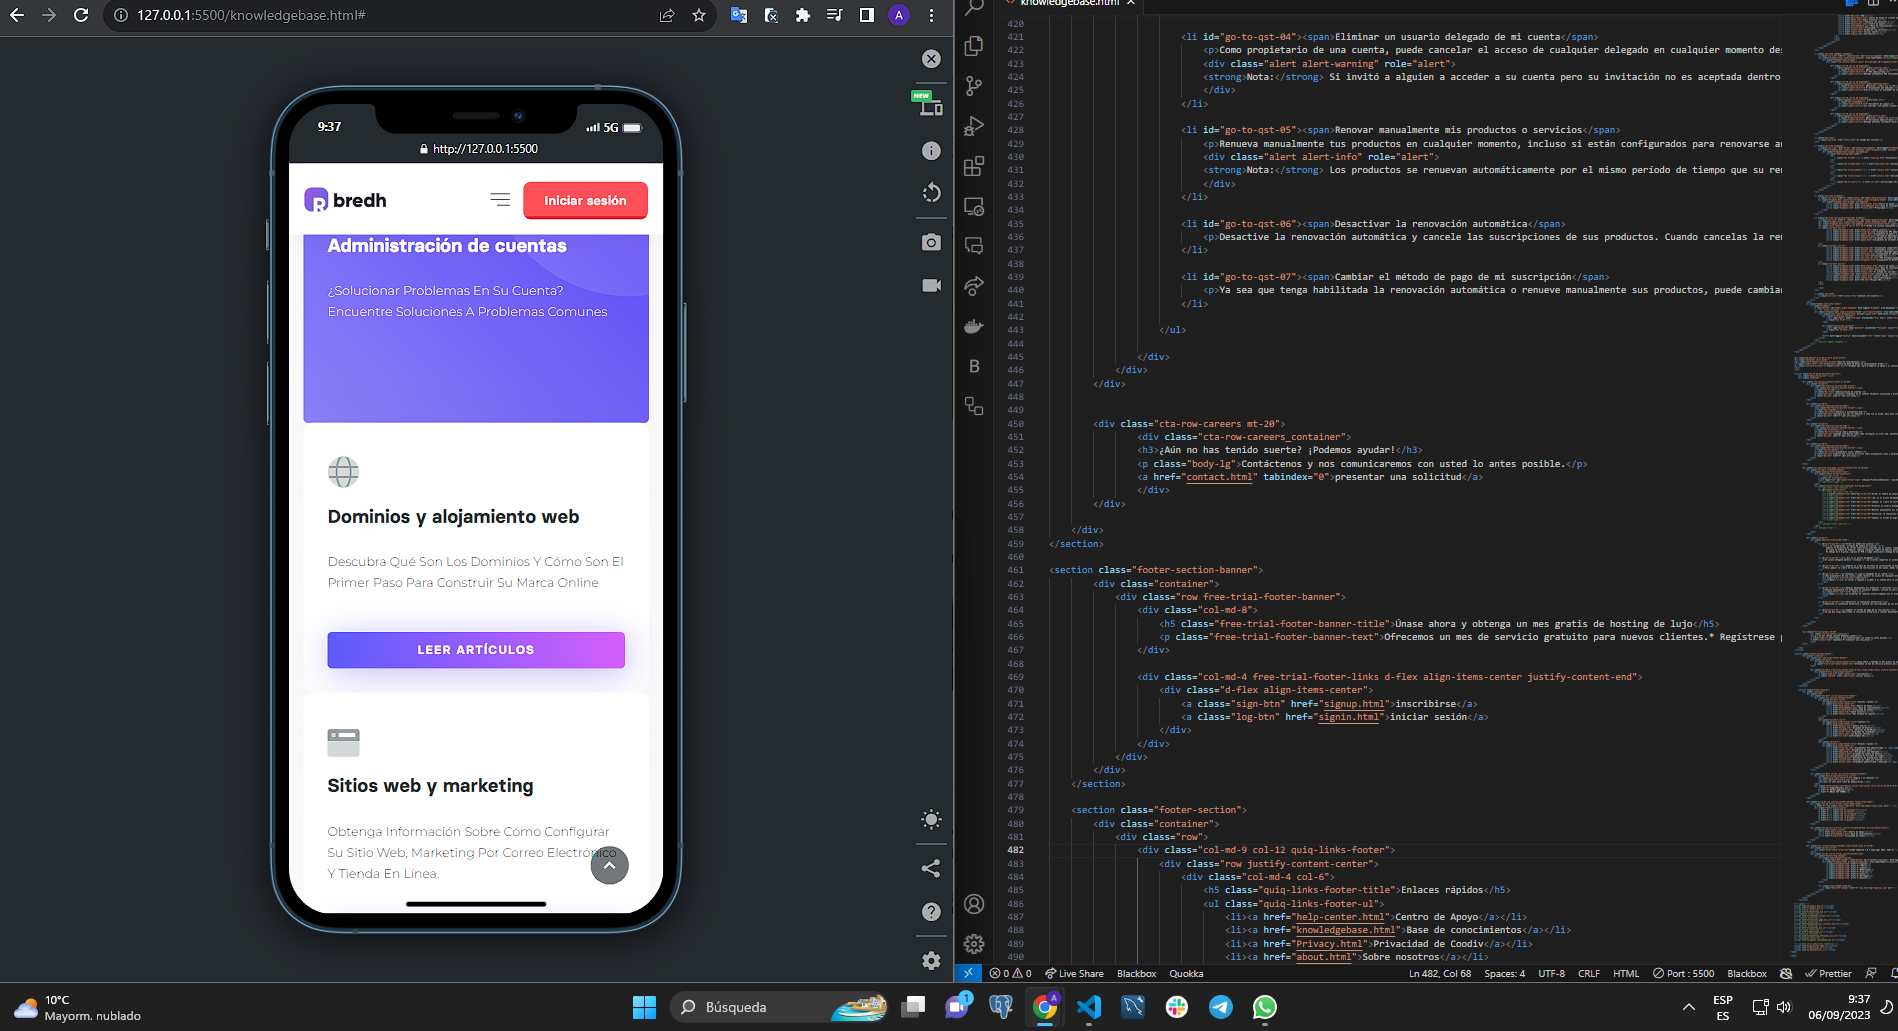 127.0.0.1:5500/knowledgebase.html#
A
NEW
9:37
5G
http://127.0.0.1:5500
bredh
Iniciar sesión
Administración de cuentas
¿Solucionar Problemas En Su Cuenta?
Encuentre Soluciones A Problemas Comunes
Dominios y alojamiento web
Descubra Qué Son Los Dominios Y Cómo Son El
Primer Paso Para Construir Su Marca Online
LEER ARTÍCULOS
Sitios web y marketing
Obtenga Información Sobre Cómo Configurar
Su Sitio Web, Marketing Por Correo Electrónico
Y Tienda En Línea.
knowledgebase.html
420
421 <li id="go-to-qst-04"><span>Eliminar un usuario delegado de mi cuenta</span>
422 <p>Como propietario de una cuenta, puede cancelar el acceso de cualquier delegado en cualquier momento des
423 <div class="alert alert-warning" role="alert">
424 <strong>Nota:</strong> Si invitó a alguien a acceder a su cuenta pero su invitación no es aceptada dentro
425 </div>
426 </li>
427
428 <li id="go-to-qst-05"><span>Renovar manualmente mis productos o servicios</span>
429 <p>Renueva manualmente tus productos en cualquier momento, incluso si están configurados para renovarse au
430 <div class="alert alert-info" role="alert">
431 <strong>Nota:</strong> Los productos se renuevan automáticamente por el mismo período de tiempo que su ren
432 </div>
433 </li>
434
435 <li id="go-to-qst-06"><span>Desactivar la renovación automática</span>
436 <p>Desactive la renovación automática y cancele las suscripciones de sus productos. Cuando cancelas la ren
437 </li>
438
439 <li id="go-to-qst-07"><span>Cambiar el método de pago de mi suscripción</span>
440 <p>Ya sea que tenga habilitada la renovación automática o renueve manualmente sus productos, puede cambiar
441 </li>
442
443 </ul>
444
445 </div>
446 </div>
447 </div>
448
449
450 <div class="cta-row-careers mt-20">
451 <div class="cta-row-careers_container">
452 <h3>¿Aún no has tenido suerte? ¡Podemos ayudar!</h3>
453 <p class="body-lg">Contáctenos y nos comunicaremos con usted lo antes posible.</p>
454 <a href="contact.html" tabindex="0">presentar una solicitud</a>
455 </div>
456 </div>
457
458 </div>
459 </section>
460
461 <section class="footer-section-banner">
462 <div class="container">
463 <div class="row free-trial-footer-banner">
464 <div class="col-md-8">
465 <h5 class="free-trial-footer-banner-title">Únase ahora y obtenga un mes gratis de hosting de lujo</h5>
466 <p class="free-trial-footer-banner-text">Ofrecemos un mes de servicio gratuito para nuevos clientes.* Regístrese p
467 </div>
468
469 <div class="col-md-4 free-trial-footer-links d-flex align-items-center justify-content-end">
470 <div class="d-flex align-items-center">
471 <a class="sign-btn" href="signup.html">inscribirse</a>
472 <a class="log-btn" href="signin.html">iniciar sesión</a>
473 </div>
474 </div>
475 </div>
476 </div>
477 </section>
478
479 <section class="footer-section">
480 <div class="container">
481 <div class="row">
482 <div class="col-md-9 col-12 quiq-links-footer">
483 <div class="row justify-content-center">
484 <div class="col-md-4 col-6">
485 <h5 class="quiq-links-footer-title">Enlaces rápidos</h5>
486 <ul class="quiq-links-footer-ul">
487 <li><a href="help-center.html">Centro de Apoyo</a></li>
488 <li><a href="knowledgebase.html">Base de conocimientos</a></li>
489 <li><a href="Privacy.html">Privacidad de Coodiv</a></li>
490 <li><a href="about.html">Sobre nosotros</a></li>
B
0 0 Live Share Blackbox Quokka Ln 482, Col 68 Spaces: 4 UTF-8 CRLF HTML Port : 5500 Blackbox Prettier
10°C
Mayorm. nublado
Búsqueda
1
A
ESP
ES
9:37
06/09/2023